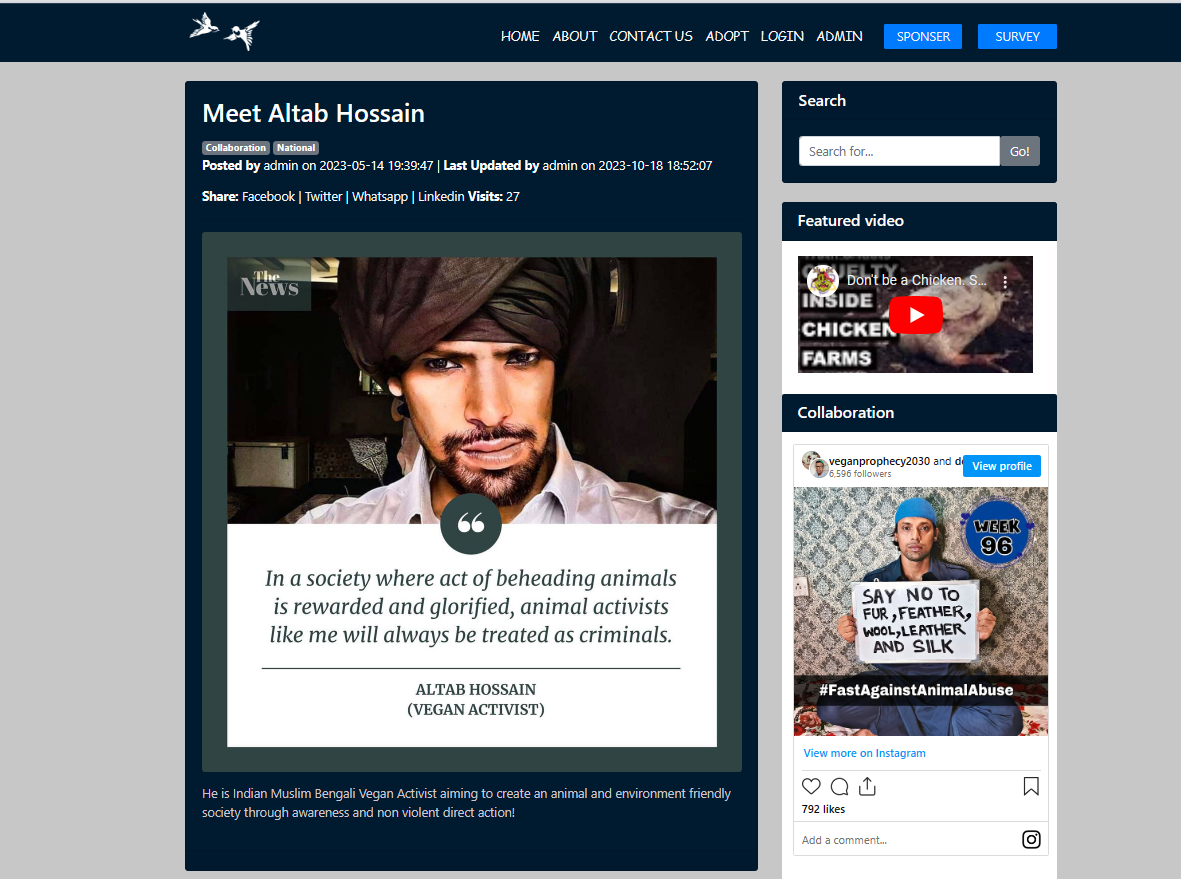 HOME ABOUT CONTACT US ADOPT LOGIN ADMIN SPONSER SURVEY
Meet Altab Hossain
Collaboration National
Posted by admin on 2023-05-14 19:39:47 | Last Updated by admin on 2023-10-18 18:52:07
Share: Facebook | Twitter | Whatsapp | Linkedin Visits: 27
The
News
“
In a society where act of beheading animals
is rewarded and glorified, animal activists
like me will always be treated as criminals.
ALTAB HOSSAIN
(VEGAN ACTIVIST)
He is Indian Muslim Bengali Vegan Activist aiming to create an animal and environment friendly
society through awareness and non violent direct action!
Search
Search for... Go!
Featured video
Don't be a Chicken. S...
CRUELTY
INSIDE
CHICKEN
FARMS
Collaboration
veganprophecy2030 and de
View profile
6,596 followers
WEEK
96
SAY NO TO
FUR, FEATHER,
WOOL, LEATHER
AND SILK
#FastAgainstAnimalAbuse
View more on Instagram
792 likes
Add a comment...